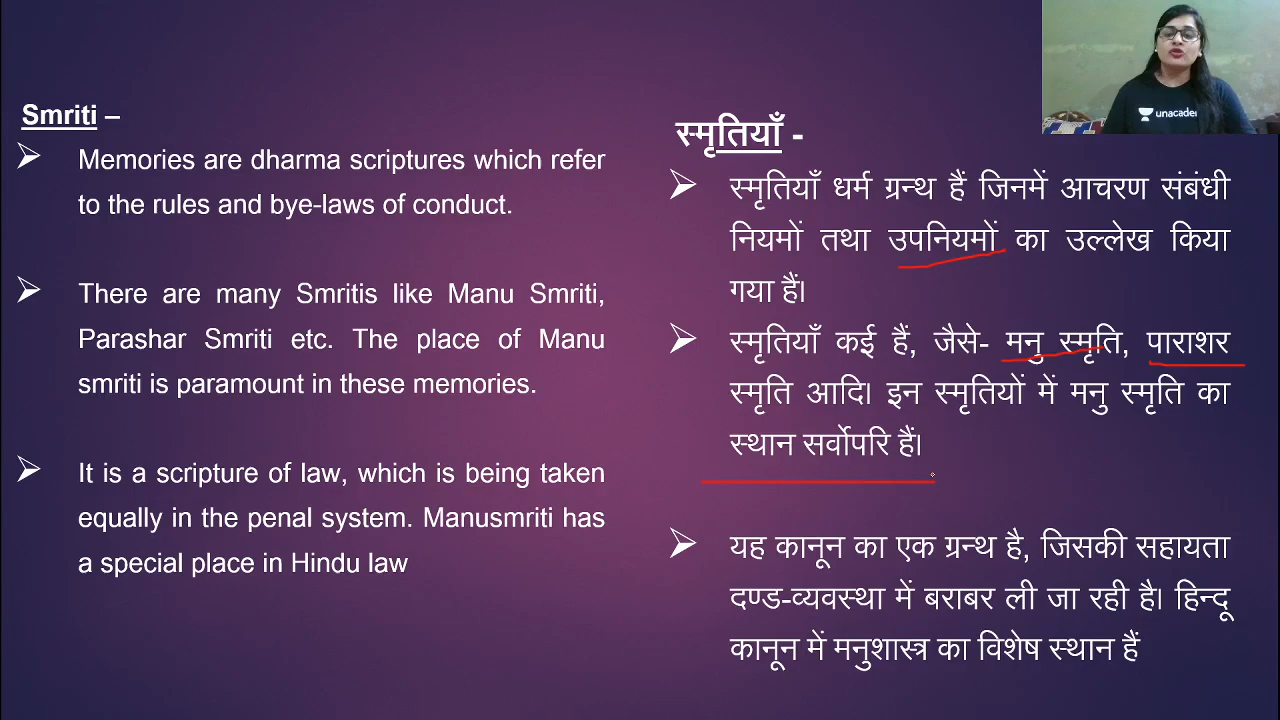 Smriti –
Memories are dharma scriptures which refer
to the rules and bye-laws of conduct.
There are many Smritis like Manu Smriti,
Parashar Smriti etc. The place of Manu
smriti is paramount in these memories.
It is a scripture of law, which is being taken
equally in the penal system. Manusmriti has
a special place in Hindu law
स्मृतियाँ -
स्मृतियाँ धर्म ग्रन्थ हैं जिनमें आचरण संबंधी
नियमों तथा उपनियमों का उल्लेख किया
गया हैं।
स्मृतियाँ कई हैं, जैसे- मनु स्मृति, पाराशर
स्मृति आदि। इन स्मृतियों में मनु स्मृति का
स्थान सर्वोपरि हैं।
यह कानून का एक ग्रन्थ है, जिसकी सहायता
दण्ड-व्यवस्था में बराबर ली जा रही है। हिन्दू
कानून में मनुशास्त्र का विशेष स्थान हैं